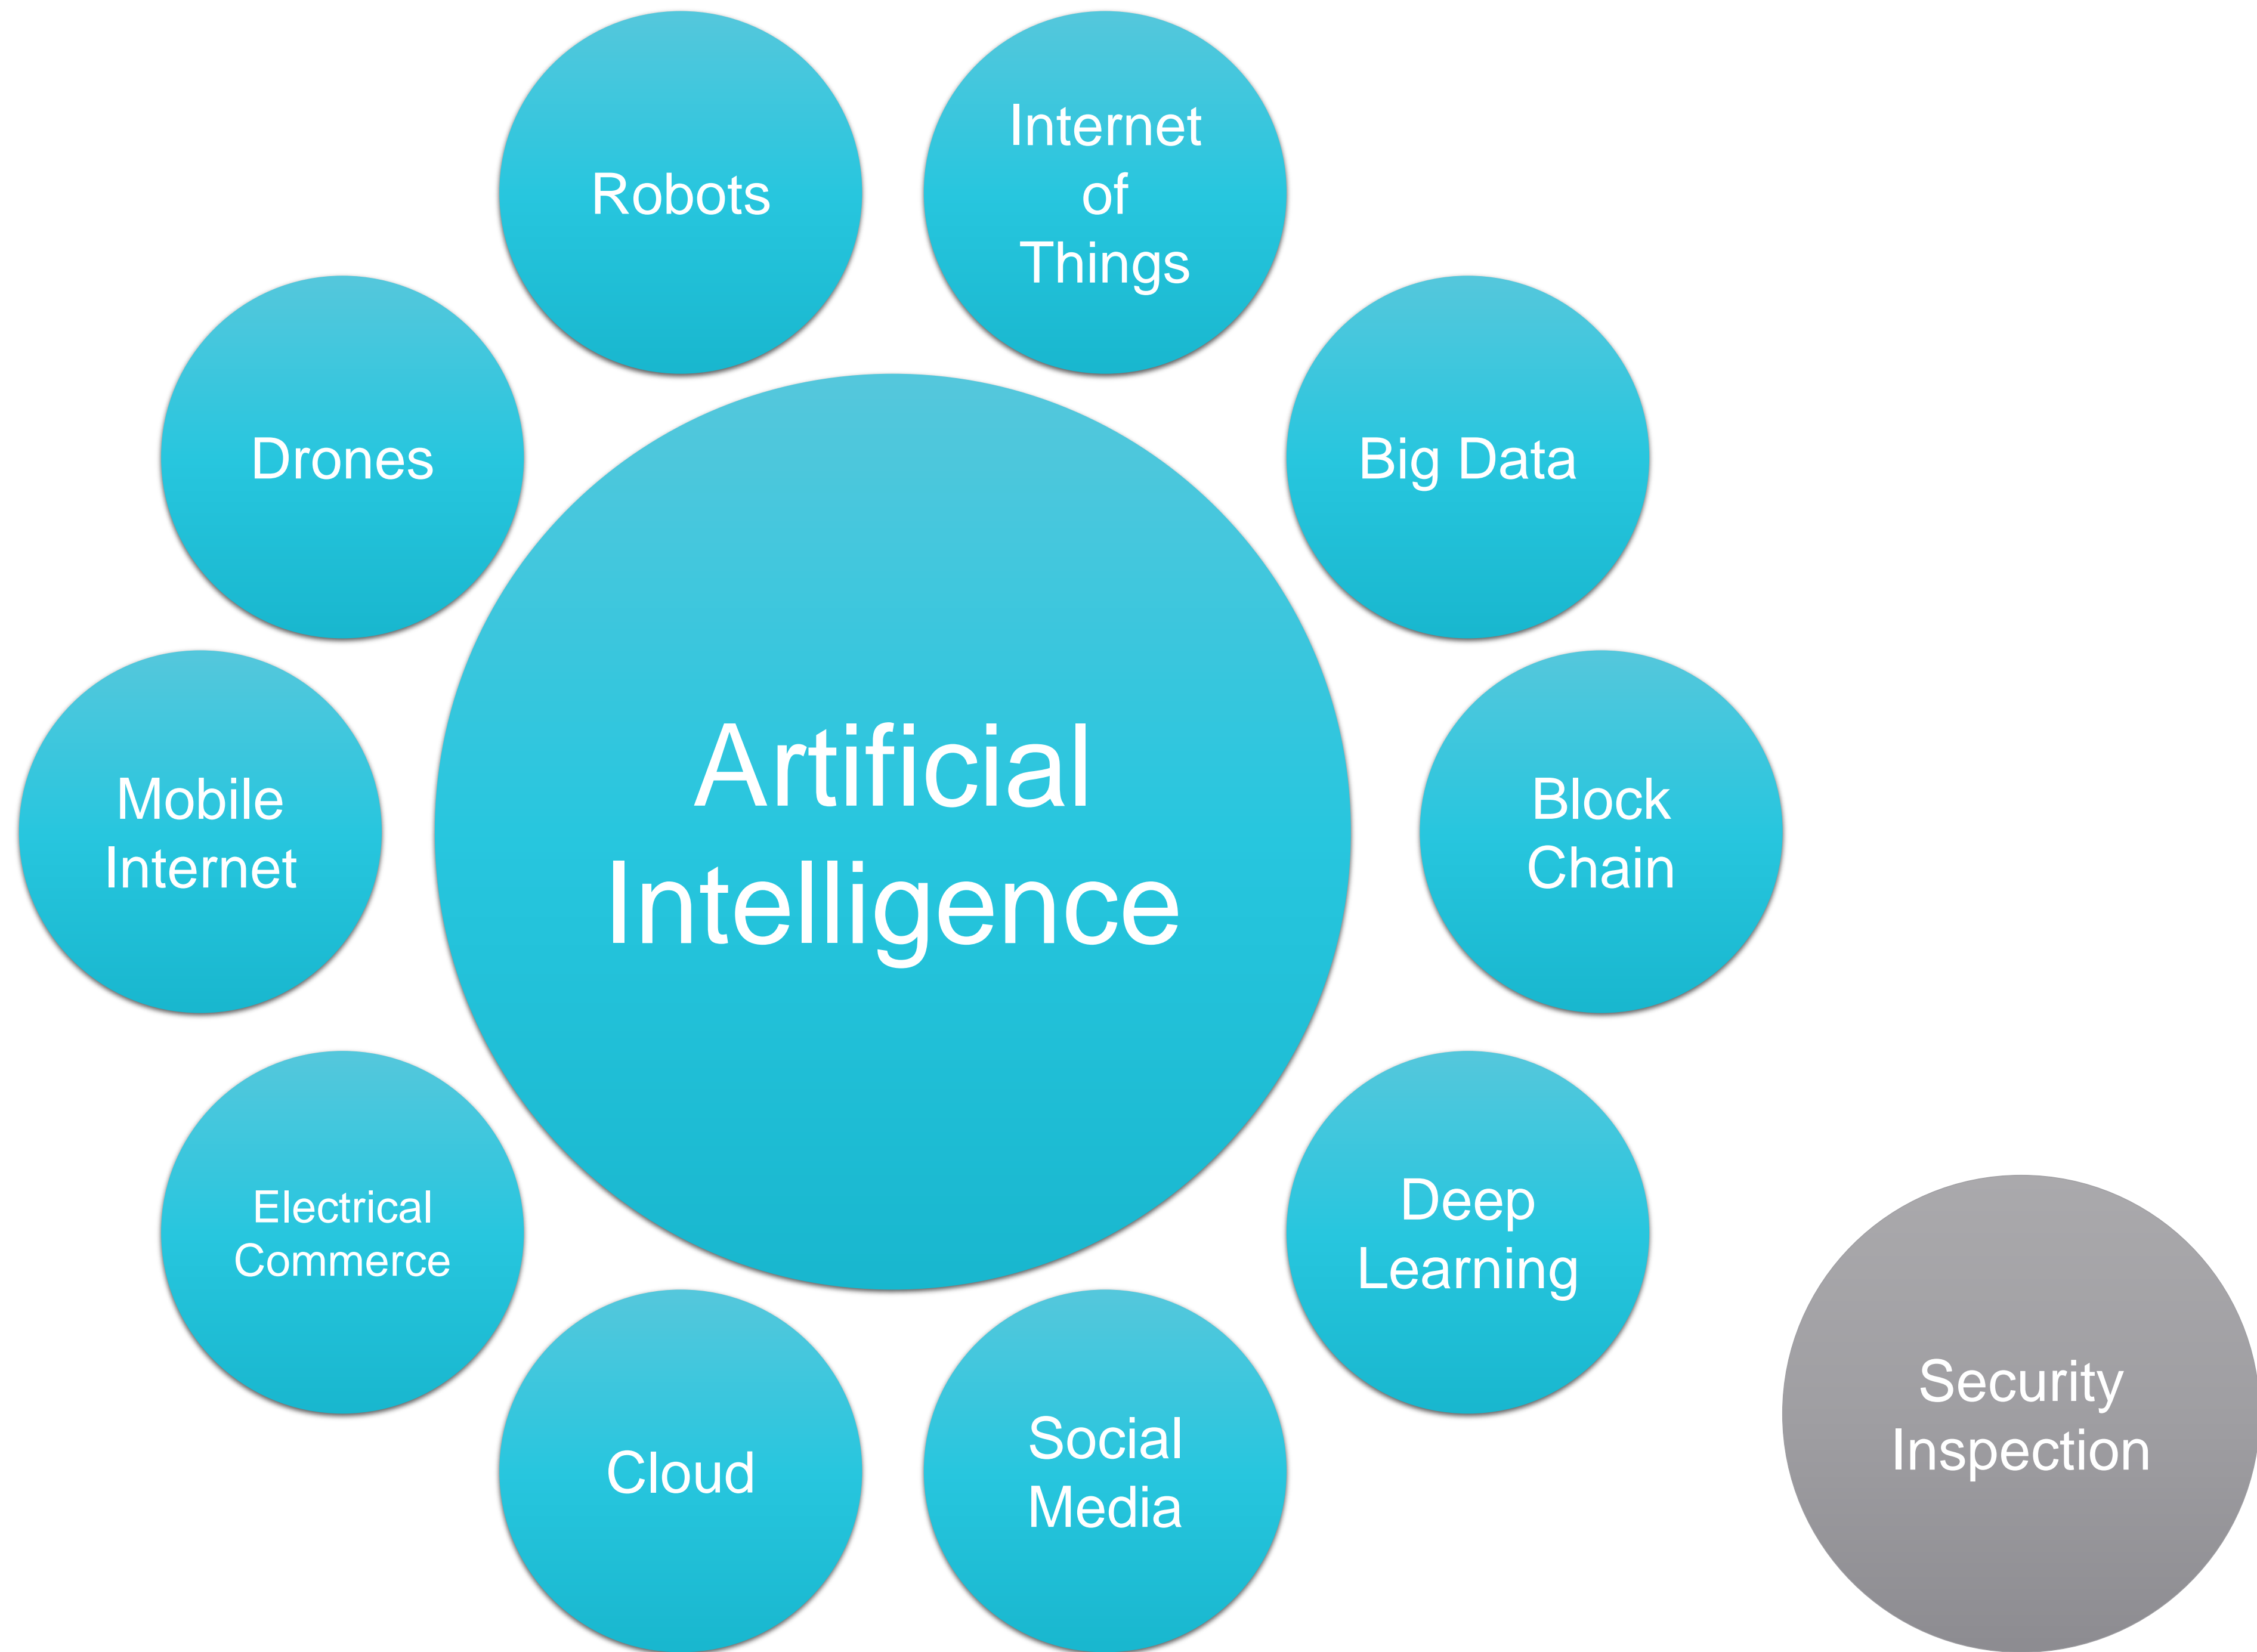 Robots
Internet
of
Things
Drones
Big Data
Artificial
Intelligence
Mobile
Internet
Block
Chain
Electrical
Commerce
Deep
Learning
Cloud
Social
Media
Security
Inspection